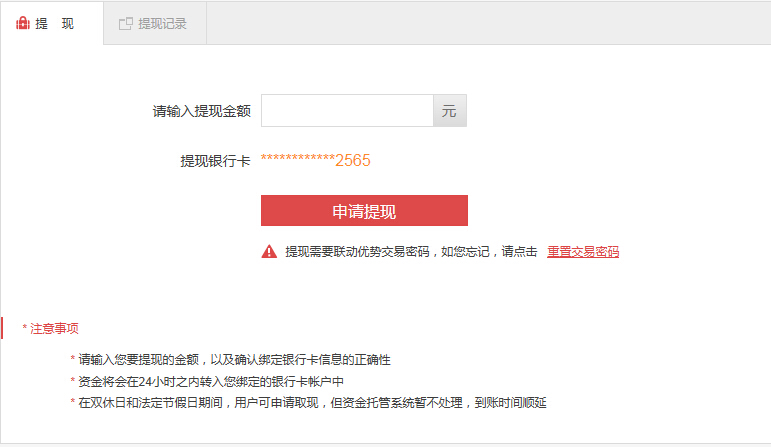 提 现 提现记录
请输入提现金额 元
提现银行卡 ************2565
申请提现
提现需要联动优势交易密码，如您忘记，请点击 重置交易密码
* 注意事项
* 请输入您要提现的金额，以及确认绑定银行卡信息的正确性
* 资金将会在24小时之内转入您绑定的银行卡帐户中
* 在双休日和法定节假日期间，用户可申请取现，但资金托管系统暂不处理，到账时间顺延